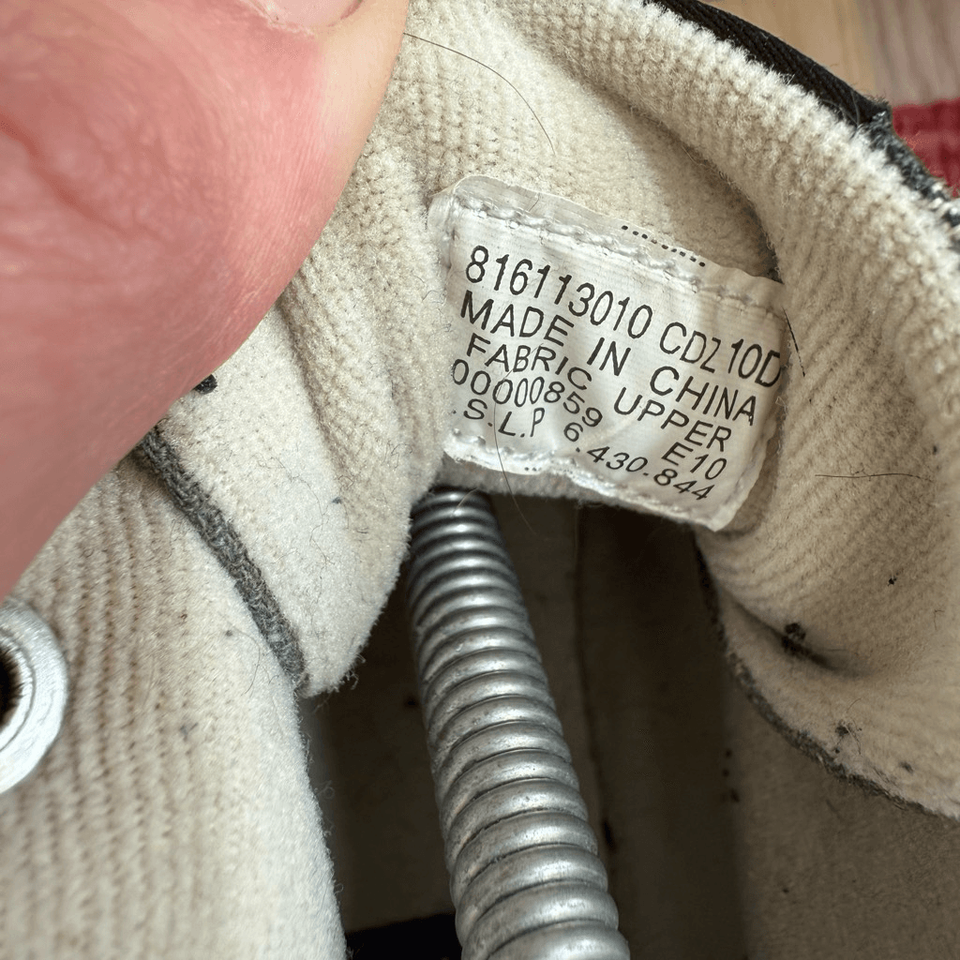 816113010 CDZ 10D
MADE IN CHINA
FABRIC UPPER
00000859 E10
.S.L.P 6.430.844